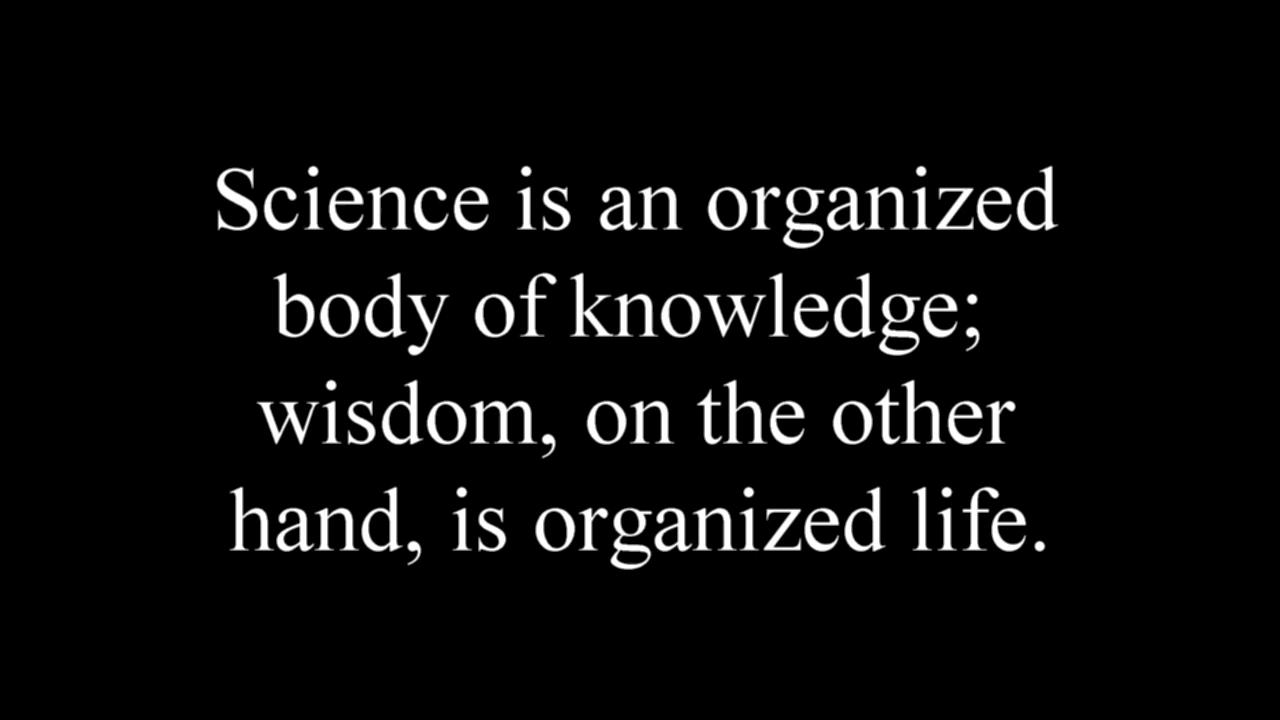 Science is an organized
body of knowledge;
wisdom, on the other
hand, is organized life.